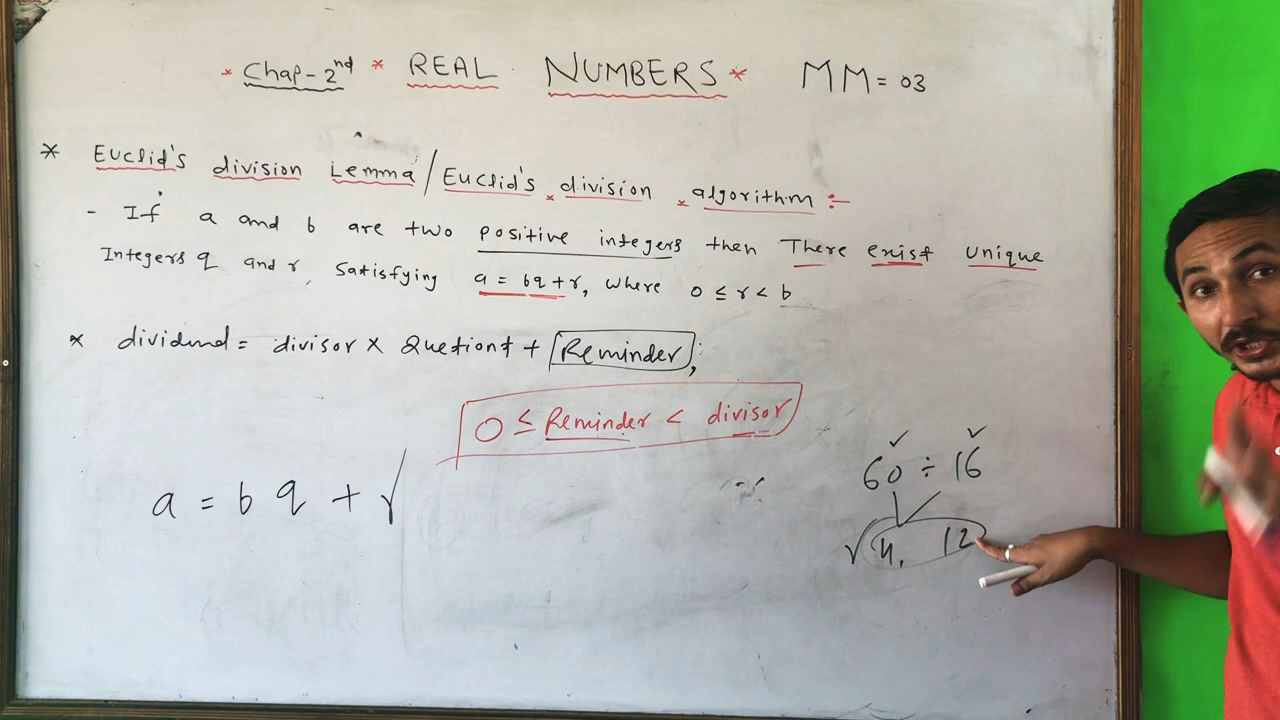 * Chap-2nd * REAL NUMBERS * MM = 03
* Euclid's division Lemma / Euclid's division algorithm :-
- If a and b are two positive integers then There exist unique
Integers q and r, Satisfying a = bq + r, where 0 ≤ r < b
* dividend = divisor × Quetiont + Reminder,
0 ≤ Reminder < divisor
60 ÷ 16
a = b q + r
4, 12